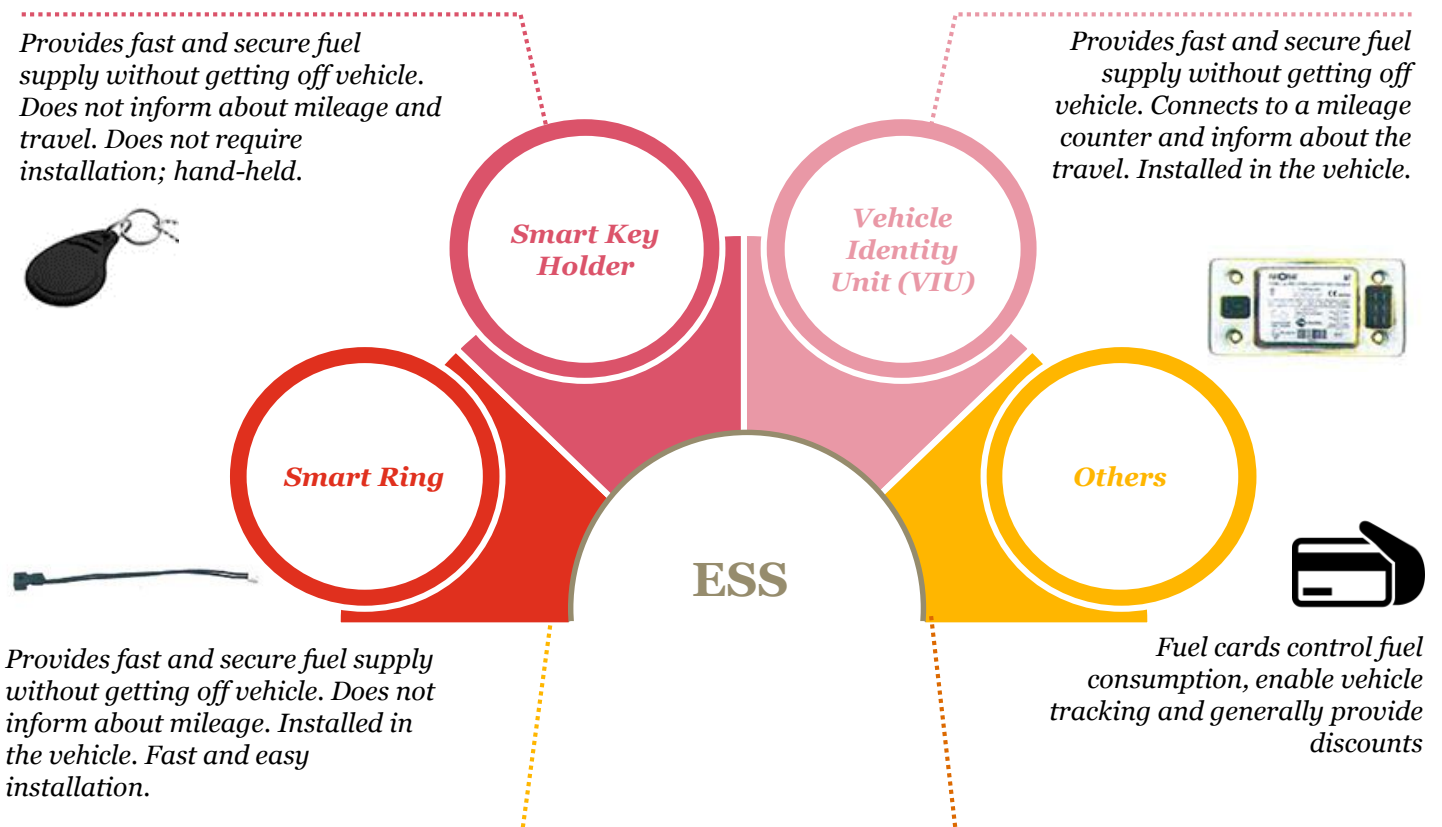 Provides fast and secure fuel
supply without getting off vehicle.
Does not inform about mileage and
travel. Does not require
installation; hand-held.
Provides fast and secure fuel
supply without getting off
vehicle. Connects to a mileage
counter and inform about the
travel. Installed in the vehicle.
Smart Key
Holder
Vehicle
Identity
Unit (VIU)
Smart Ring
Others
ESS
Provides fast and secure fuel supply
without getting off vehicle. Does not
inform about mileage. Installed in
the vehicle. Fast and easy
installation.
Fuel cards control fuel
consumption, enable vehicle
tracking and generally provide
discounts